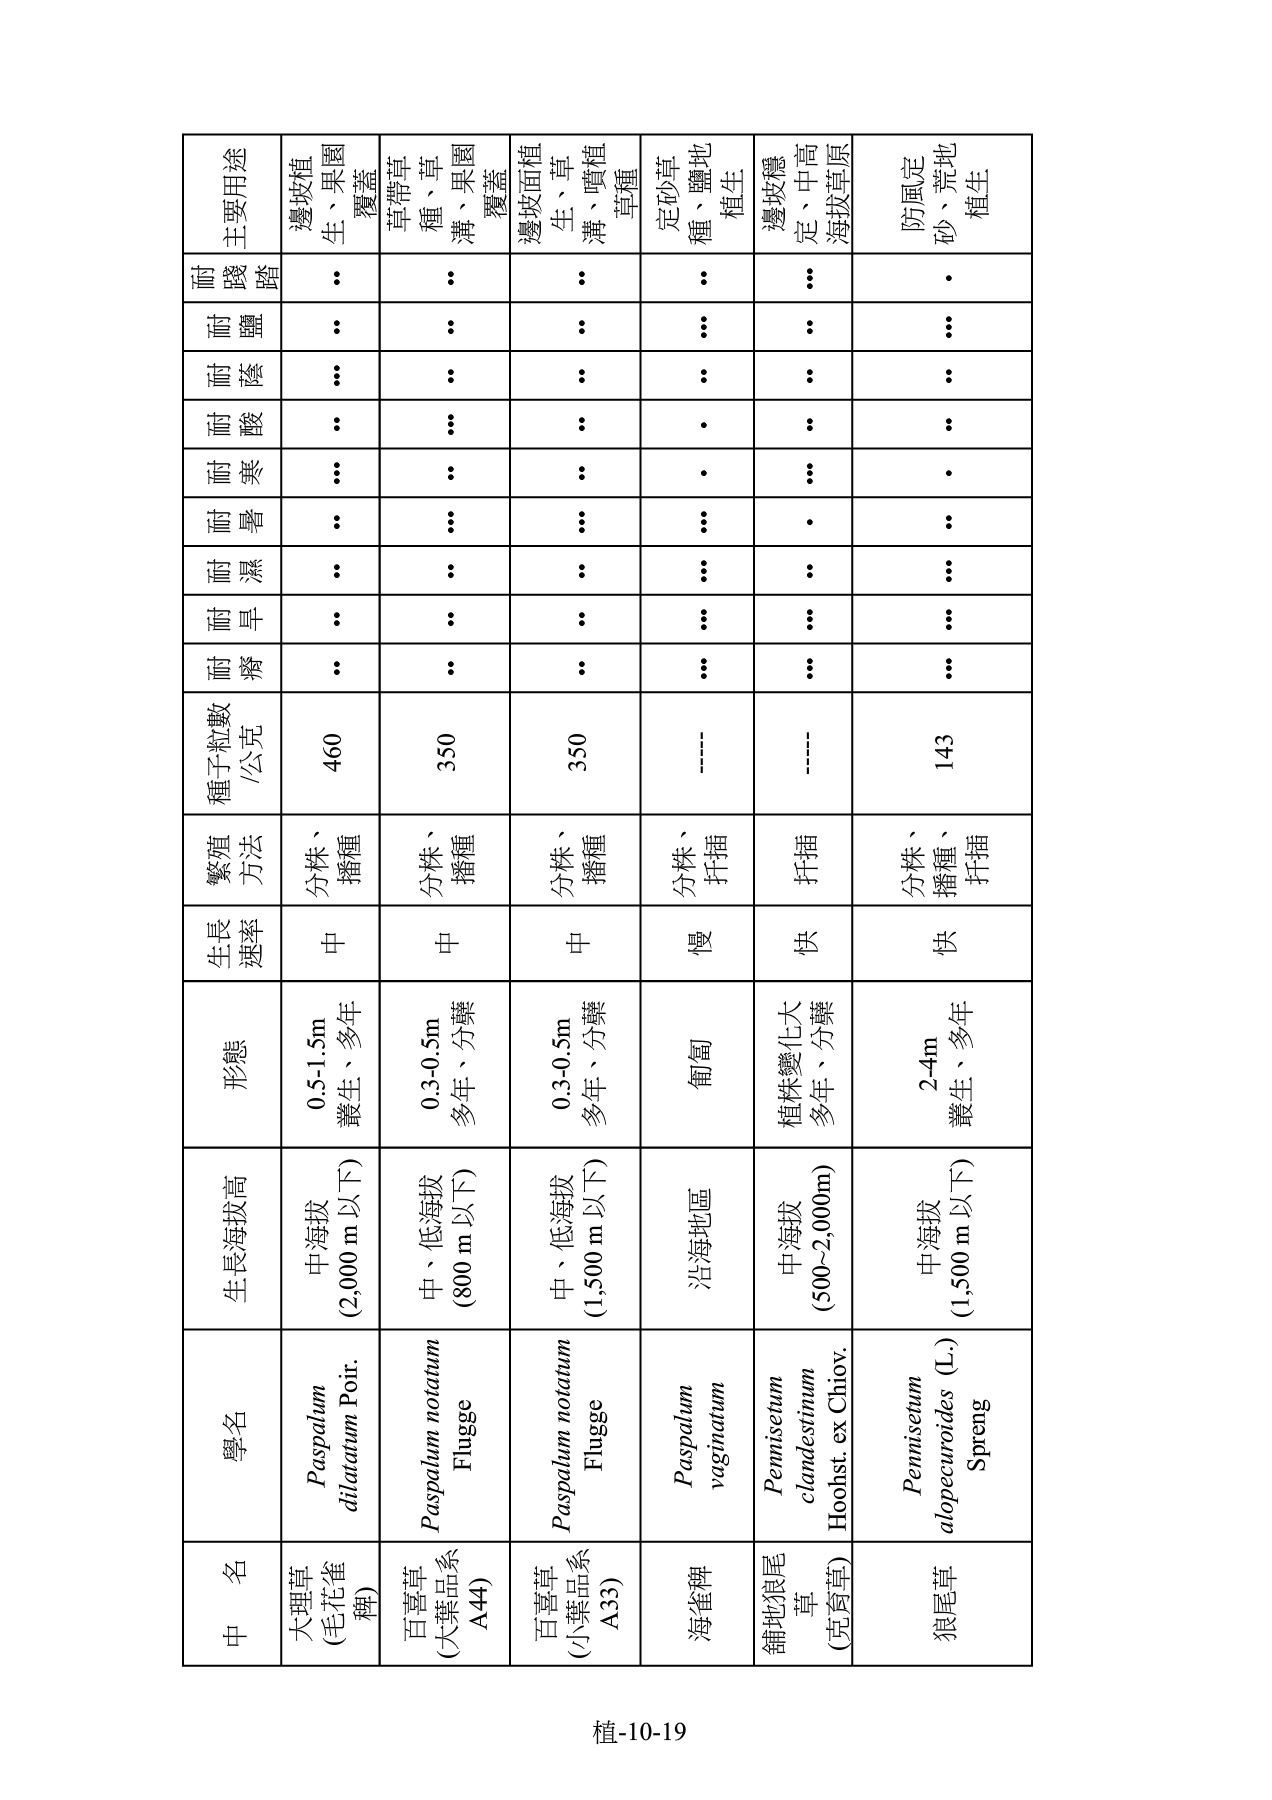 中　名
學名
生長海拔高
形態
生長
速率
繁殖
方法
種子粒數
/公克
耐
瘠
耐
旱
耐
濕
耐
暑
耐
寒
耐
酸
耐
蔭
耐
鹽
耐
踐
踏
主要用途
大理草
(毛花雀
稗)
Paspalum
dilatatum Poir.
中海拔
(2,000 m 以下)
0.5-1.5m
叢生、多年
中
分株、
播種
460
••
••
••
••
•••
••
•••
••
••
邊坡植
生、果園
覆蓋
百喜草
(大葉品系
A44)
Paspalum notatum
Flugge
中、低海拔
(800 m 以下)
0.3-0.5m
多年、分蘗
中
分株、
播種
350
••
••
••
•••
••
•••
••
••
••
草帶草
種、草
溝、果園
覆蓋
百喜草
(小葉品系
A33)
Paspalum notatum
Flugge
中、低海拔
(1,500 m 以下)
0.3-0.5m
多年、分蘗
中
分株、
播種
350
••
••
••
•••
••
••
••
••
••
邊坡面植
生、草
溝、噴植
草種
海雀稗
Paspalum
vaginatum
沿海地區
匍匐
慢
分株、
扦插
-----
•••
•••
•••
•••
•
•
••
•••
••
定砂草
種、鹽地
植生
舖地狼尾
草
(克育草)
Pennisetum
clandestinum
Hoohst. ex Chiov.
中海拔
(500~2,000m)
植株變化大
多年、分蘗
快
扦插
-----
•••
•••
••
•
•••
••
••
••
•••
邊坡穩
定、中高
海拔草原
狼尾草
Pennisetum
alopecuroides (L.)
Spreng
中海拔
(1,500 m 以下)
2-4m
叢生、多年
快
分株、
播種、
扦插
143
•••
•••
•••
••
•
••
••
•••
•
防風定
砂、荒地
植生
植-10-19